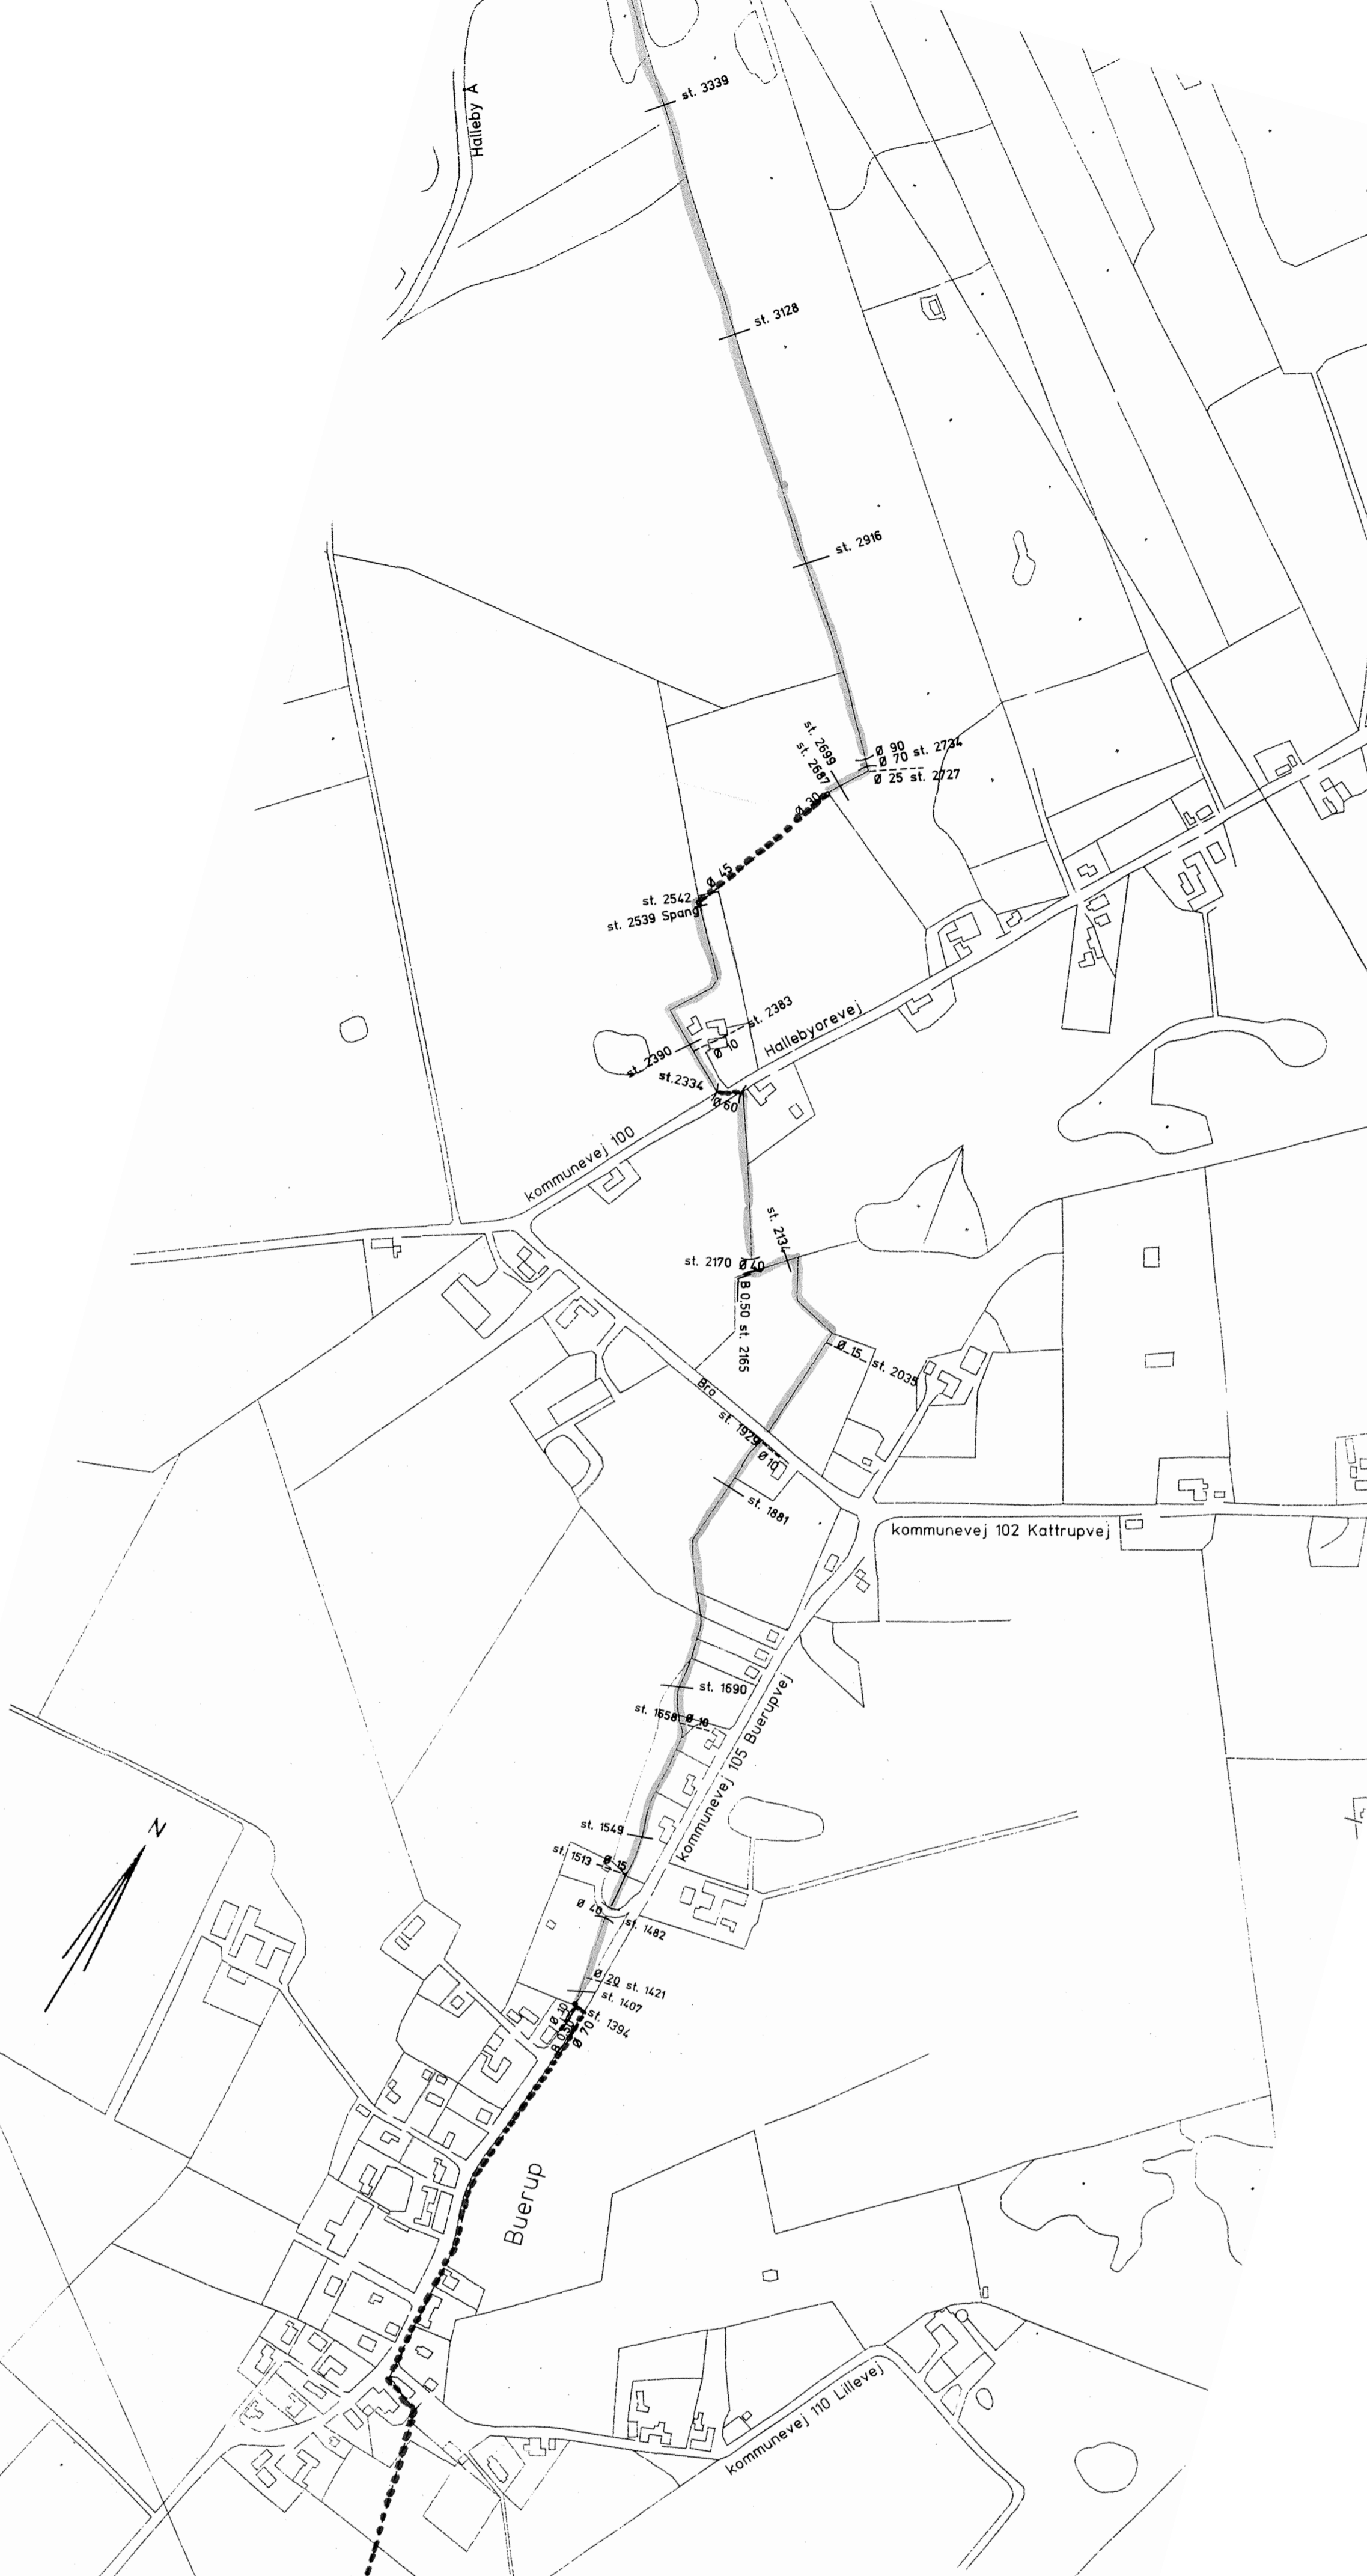 st. 3339
Halleby Å
st. 3128
st. 2916
st. 2699
st. 2687
Ø 90
Ø 70 st. 2734
Ø 25 st. 2727
Ø 30
Ø 45
st. 2542
st. 2539 Spang
st. 2383
Hallebyorevej
st. 2390
Ø 10
st.2334
Ø 60
kommunevej 100
st. 2134
st. 2170 Ø 40
B 0,50 st. 2165
Ø 15 st. 2035
Bro
st. 1929
Ø 10
st. 1881
kommunevej 102 Kattrupvej
st. 1690
st. 1658 Ø 10
kommunevej 105 Buerupvej
st. 1549
st. 1513 Ø 15
N
Ø 40
st. 1482
Ø 20 st. 1421
st. 1407
Ø 10
st. 1394
Ø 70
Buerup
kommunevej 110 Lillevej